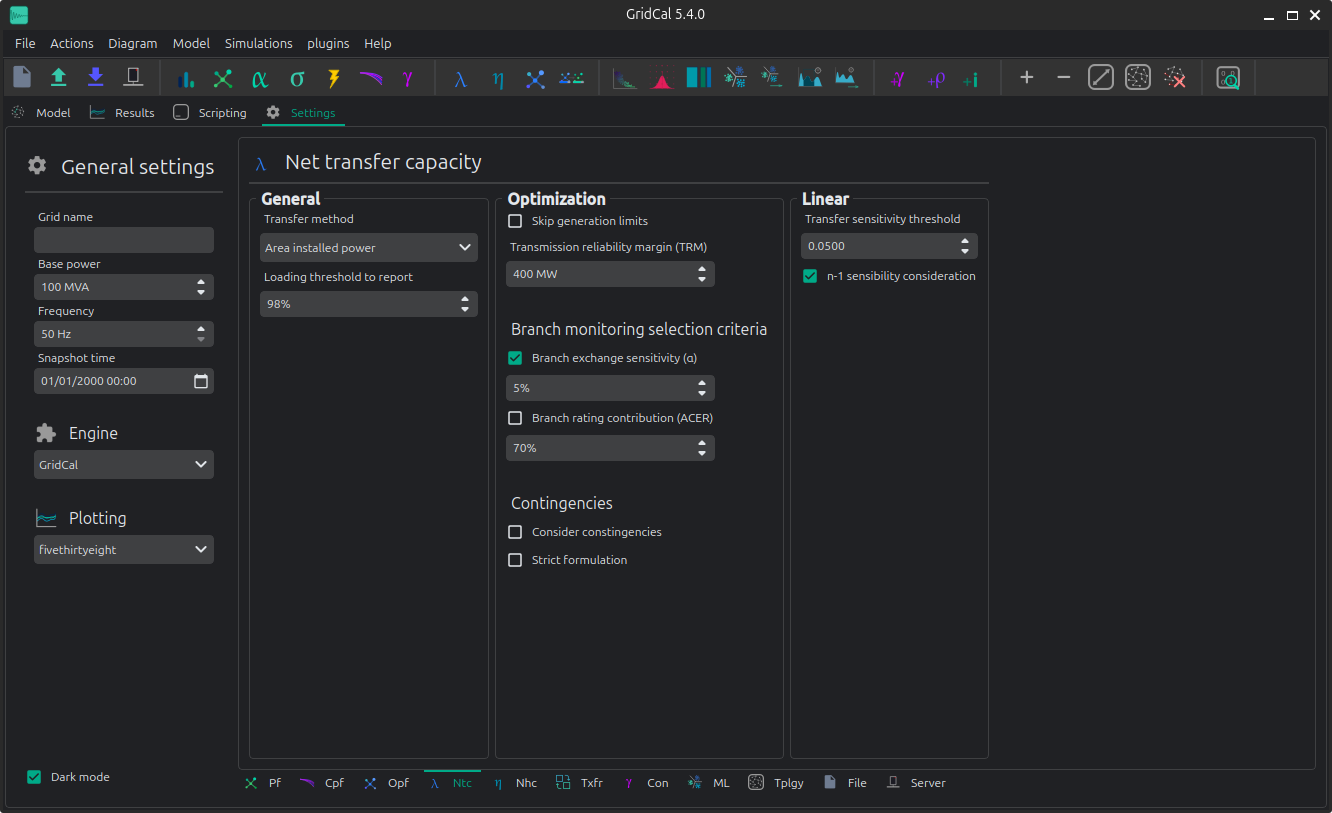 GridCal 5.4.0
File Actions Diagram Model Simulations plugins Help
α σ γ λ η +γ +ρ +i
Model Results Scripting Settings
General settings
Grid name
Base power
100 MVA
Frequency
50 Hz
Snapshot time
01/01/2000 00:00
Engine
GridCal
Plotting
fivethirtyeight
Dark mode
λ Net transfer capacity
General
Transfer method
Area installed power
Loading threshold to report
98%
Optimization
Skip generation limits
Transmission reliability margin (TRM)
400 MW
Branch monitoring selection criteria
Branch exchange sensitivity (α)
5%
Branch rating contribution (ACER)
70%
Contingencies
Consider constingencies
Strict formulation
Linear
Transfer sensitivity threshold
0.0500
n-1 sensibility consideration
Pf Cpf Opf λ Ntc η Nhc Txfr γ Con ML Tplgy File Server